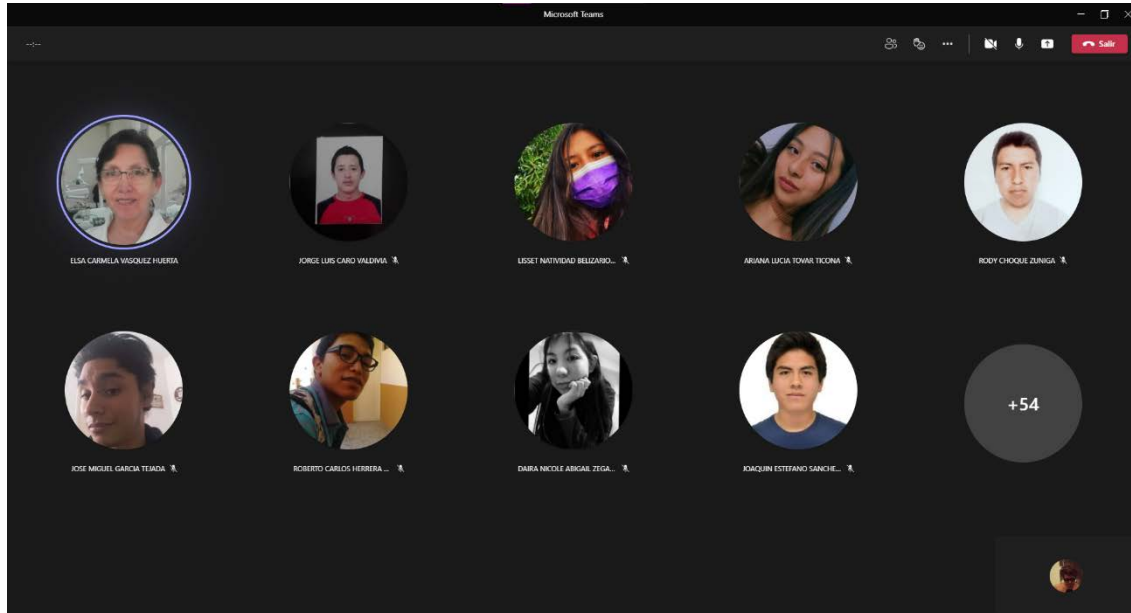 Microsoft Teams
--:--
Salir
ELSA CARMELA VASQUEZ HUERTA
JORGE LUIS CARO VALDIVIA
LISSET NATIVIDAD BELIZARIO...
ARIANA LUCIA TOVAR TICONA
RODY CHOQUE ZUNIGA
JOSE MIGUEL GARCIA TEJADA
ROBERTO CARLOS HERRERA ...
DAIRA NICOLE ABIGAIL ZEGA...
JOAQUIN ESTEFANO SANCHE...
+54